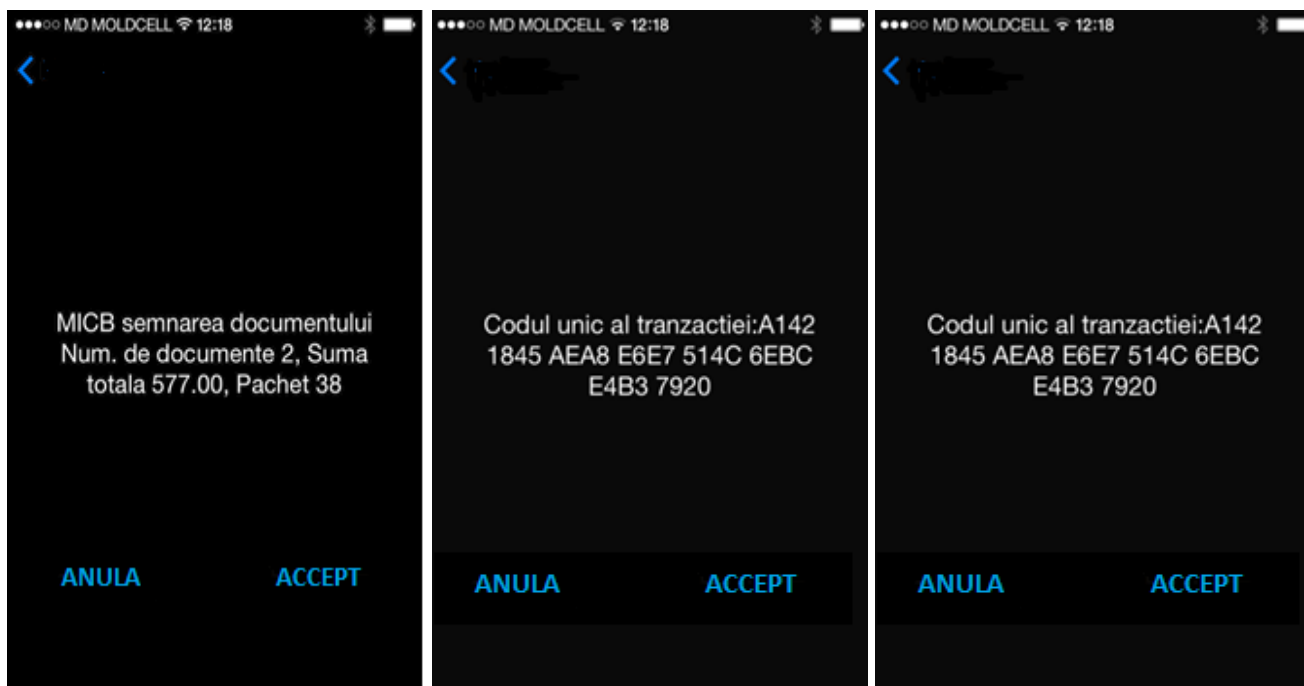 MD MOLDCELL 12:18
MICB semnarea documentului
Num. de documente 2, Suma
totala 577.00, Pachet 38
ANULA ACCEPT
MD MOLDCELL 12:18
Codul unic al tranzactiei:A142
1845 AEA8 E6E7 514C 6EBC
E4B3 7920
ANULA ACCEPT
MD MOLDCELL 12:18
Codul unic al tranzactiei:A142
1845 AEA8 E6E7 514C 6EBC
E4B3 7920
ANULA ACCEPT